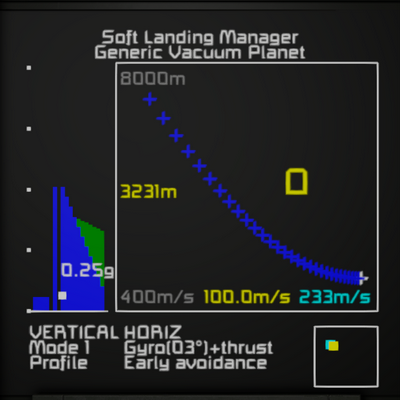 Soft Landing Manager
Generic Vacuum Planet
8000m
3231m
0
0.25g
400m/s 100.0m/s 233m/s
VERTICAL HORIZ
Mode 1 Gyro(03°)+thrust
Profile Early avoidance